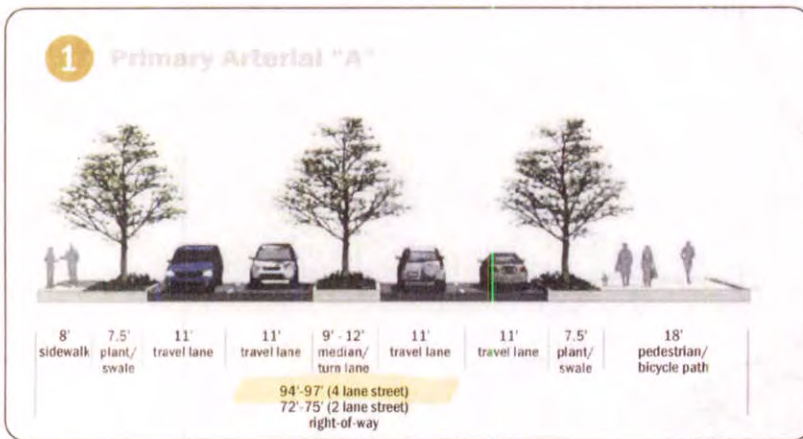 1 Primary Arterial "A"
8' 7.5' 11' 11' 9' - 12' 11' 11' 7.5' 18'
sidewalk plant/ travel lane travel lane median/ travel lane travel lane plant/ pedestrian/
swale turn lane swale bicycle path
94'-97' (4 lane street)
72'-75' (2 lane street)
right-of-way